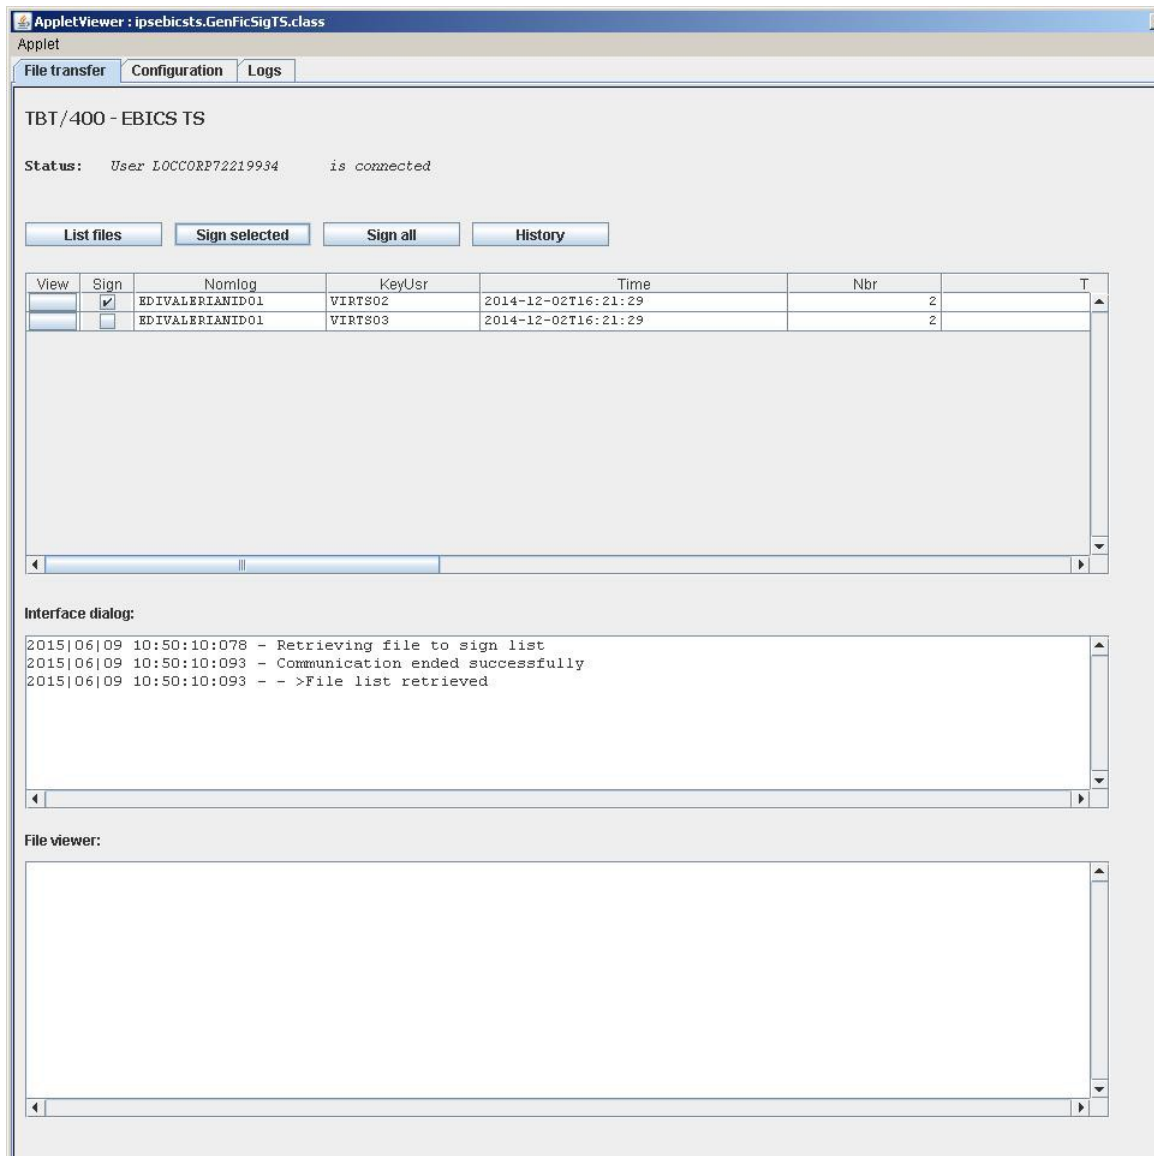 AppletViewer : ipsebicsts.GenFicSigTS.class
Applet
File transfer Configuration Logs
TBT/400 - EBICS TS
Status: User LOCCORP72219934 is connected
List files Sign selected Sign all History
View Sign Nomlog KeyUsr Time Nbr T
EDIVALERIANID01 VIRTS02 2014-12-02T16:21:29 2
EDIVALERIANID01 VIRTS03 2014-12-02T16:21:29 2
Interface dialog:
2015|06|09 10:50:10:078 - Retrieving file to sign list
2015|06|09 10:50:10:093 - Communication ended successfully
2015|06|09 10:50:10:093 - - >File list retrieved
File viewer: